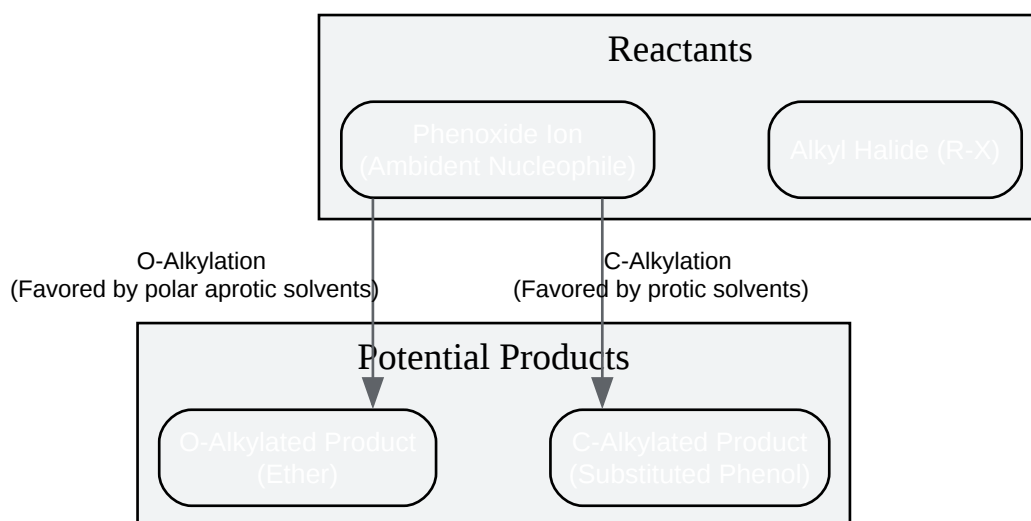 Reactants
Phenoxide Ion
(Ambident Nucleophile)
Alkyl Halide (R-X)
O-Alkylation
(Favored by polar aprotic solvents)
C-Alkylation
(Favored by protic solvents)
Potential Products
O-Alkylated Product
(Ether)
C-Alkylated Product
(Substituted Phenol)